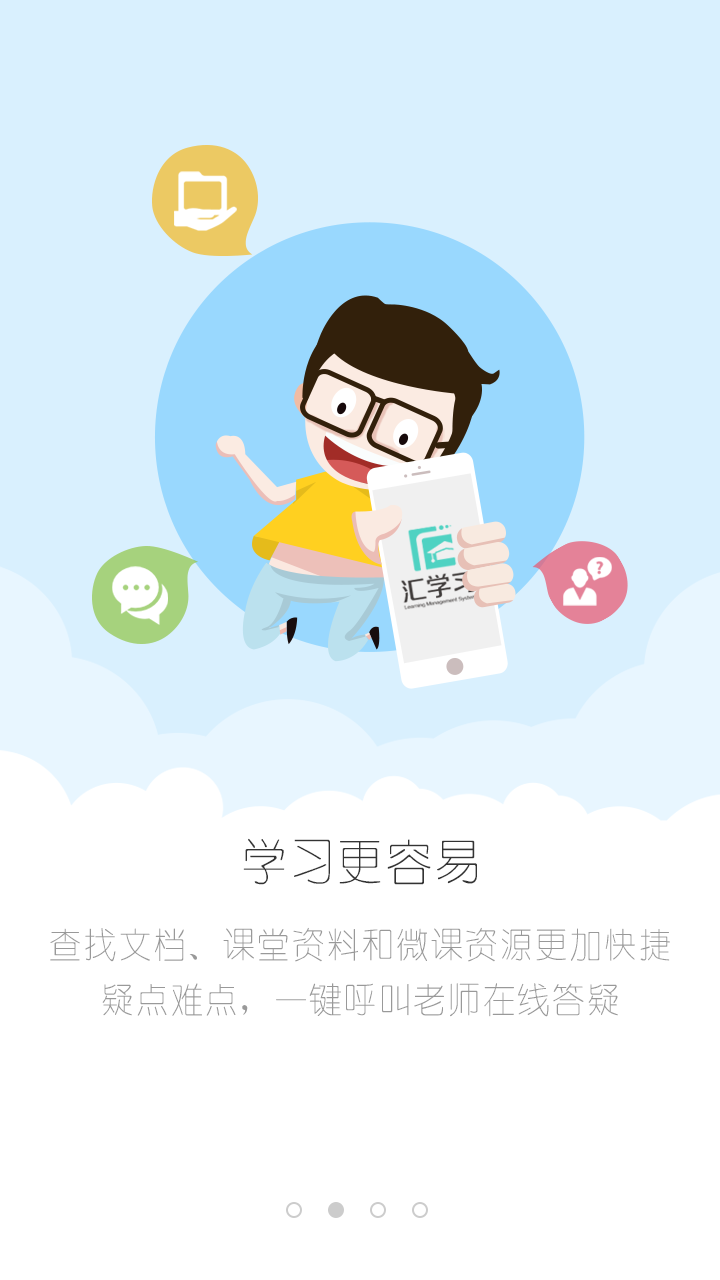 ?
汇学习
Learning Management System
学习更容易
查找文档、课堂资料和微课资源更加快捷
疑点难点，一键呼叫老师在线答疑